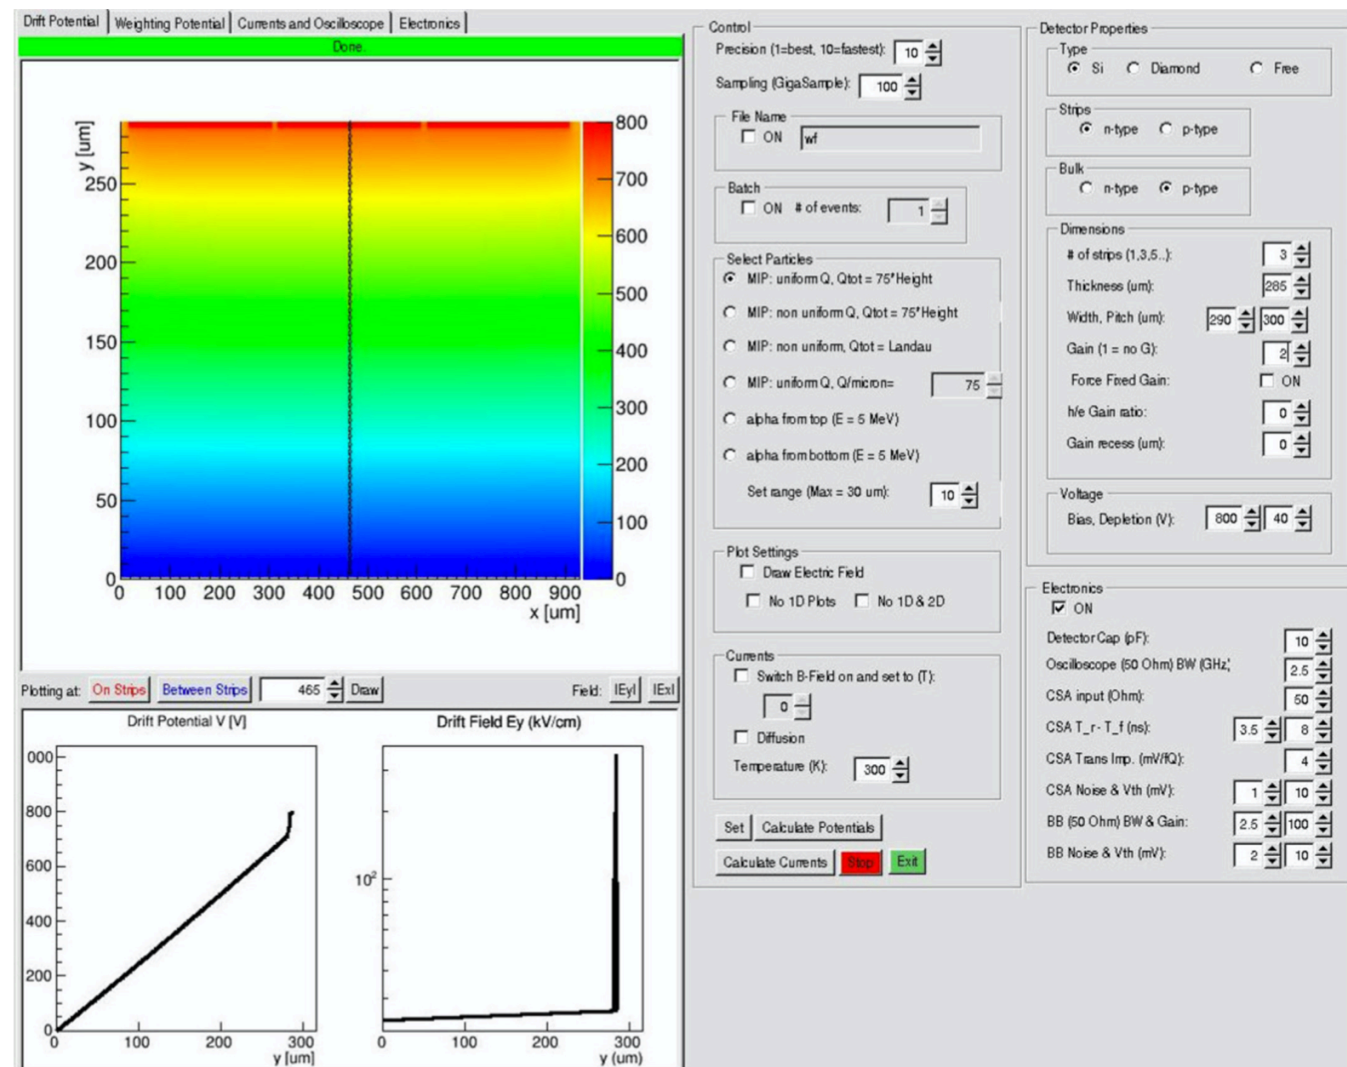 Drift Potential Weighting Potential Currents and Oscilloscope Electronics
Done.
y [um]
250
200
150
100
50
0
0 100 200 300 400 500 600 700 800 900
x [um]
800
700
600
500
400
300
200
100
0
Plotting at: On Strips Between Strips 465 Draw Field: |Ey| |Ex|
Drift Potential V [V]
000
800
600
400
200
0
0 100 200 300
y [um]
Drift Field Ey (kV/cm)
10²
0 100 200 300
y (um)
Control
Precision (1=best, 10=fastest): 10
Sampling (GigaSample): 100
File Name
ON wf
Batch
ON # of events: 1
Select Particles
MIP: uniform Q, Qtot = 75*Height
MIP: non uniform Q, Qtot = 75*Height
MIP: non uniform, Qtot = Landau
MIP: uniform Q, Q/micron= 75
alpha from top (E = 5 MeV)
alpha from bottom (E = 5 MeV)
Set range (Max = 30 um): 10
Plot Settings
Draw Electric Field
No 1D Plots No 1D & 2D
Currents
Switch B-Field on and set to (T):
0
Diffusion
Temperature (K): 300
Set Calculate Potentials
Calculate Currents Stop Exit
Detector Properties
Type
Si Diamond Free
Strips
n-type p-type
Bulk
n-type p-type
Dimensions
# of strips (1,3,5..): 3
Thickness (um): 285
Width, Pitch (um): 290 300
Gain (1 = no G): 2
Force Fixed Gain: ON
h/e Gain ratio: 0
Gain recess (um): 0
Voltage
Bias, Depletion (V): 800 40
Electronics
ON
Detector Cap (pF): 10
Oscilloscope (50 Ohm) BW (GHz) 2.5
CSA input (Ohm): 50
CSA T_r- T_f (ns): 3.5 8
CSA Trans Imp. (mV/fQ): 4
CSA Noise & Vth (mV): 1 10
BB (50 Ohm) BW & Gain: 2.5 100
BB Noise & Vth (mV): 2 10